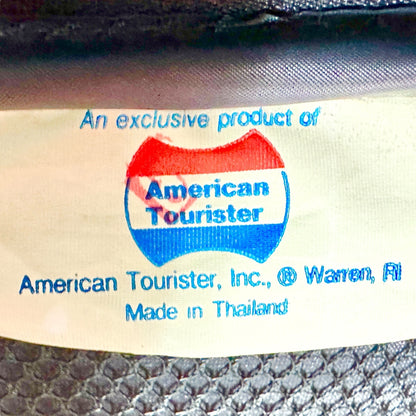 An exclusive product of
American
Tourister
American Tourister, Inc., ® Warren, RI
Made in Thailand